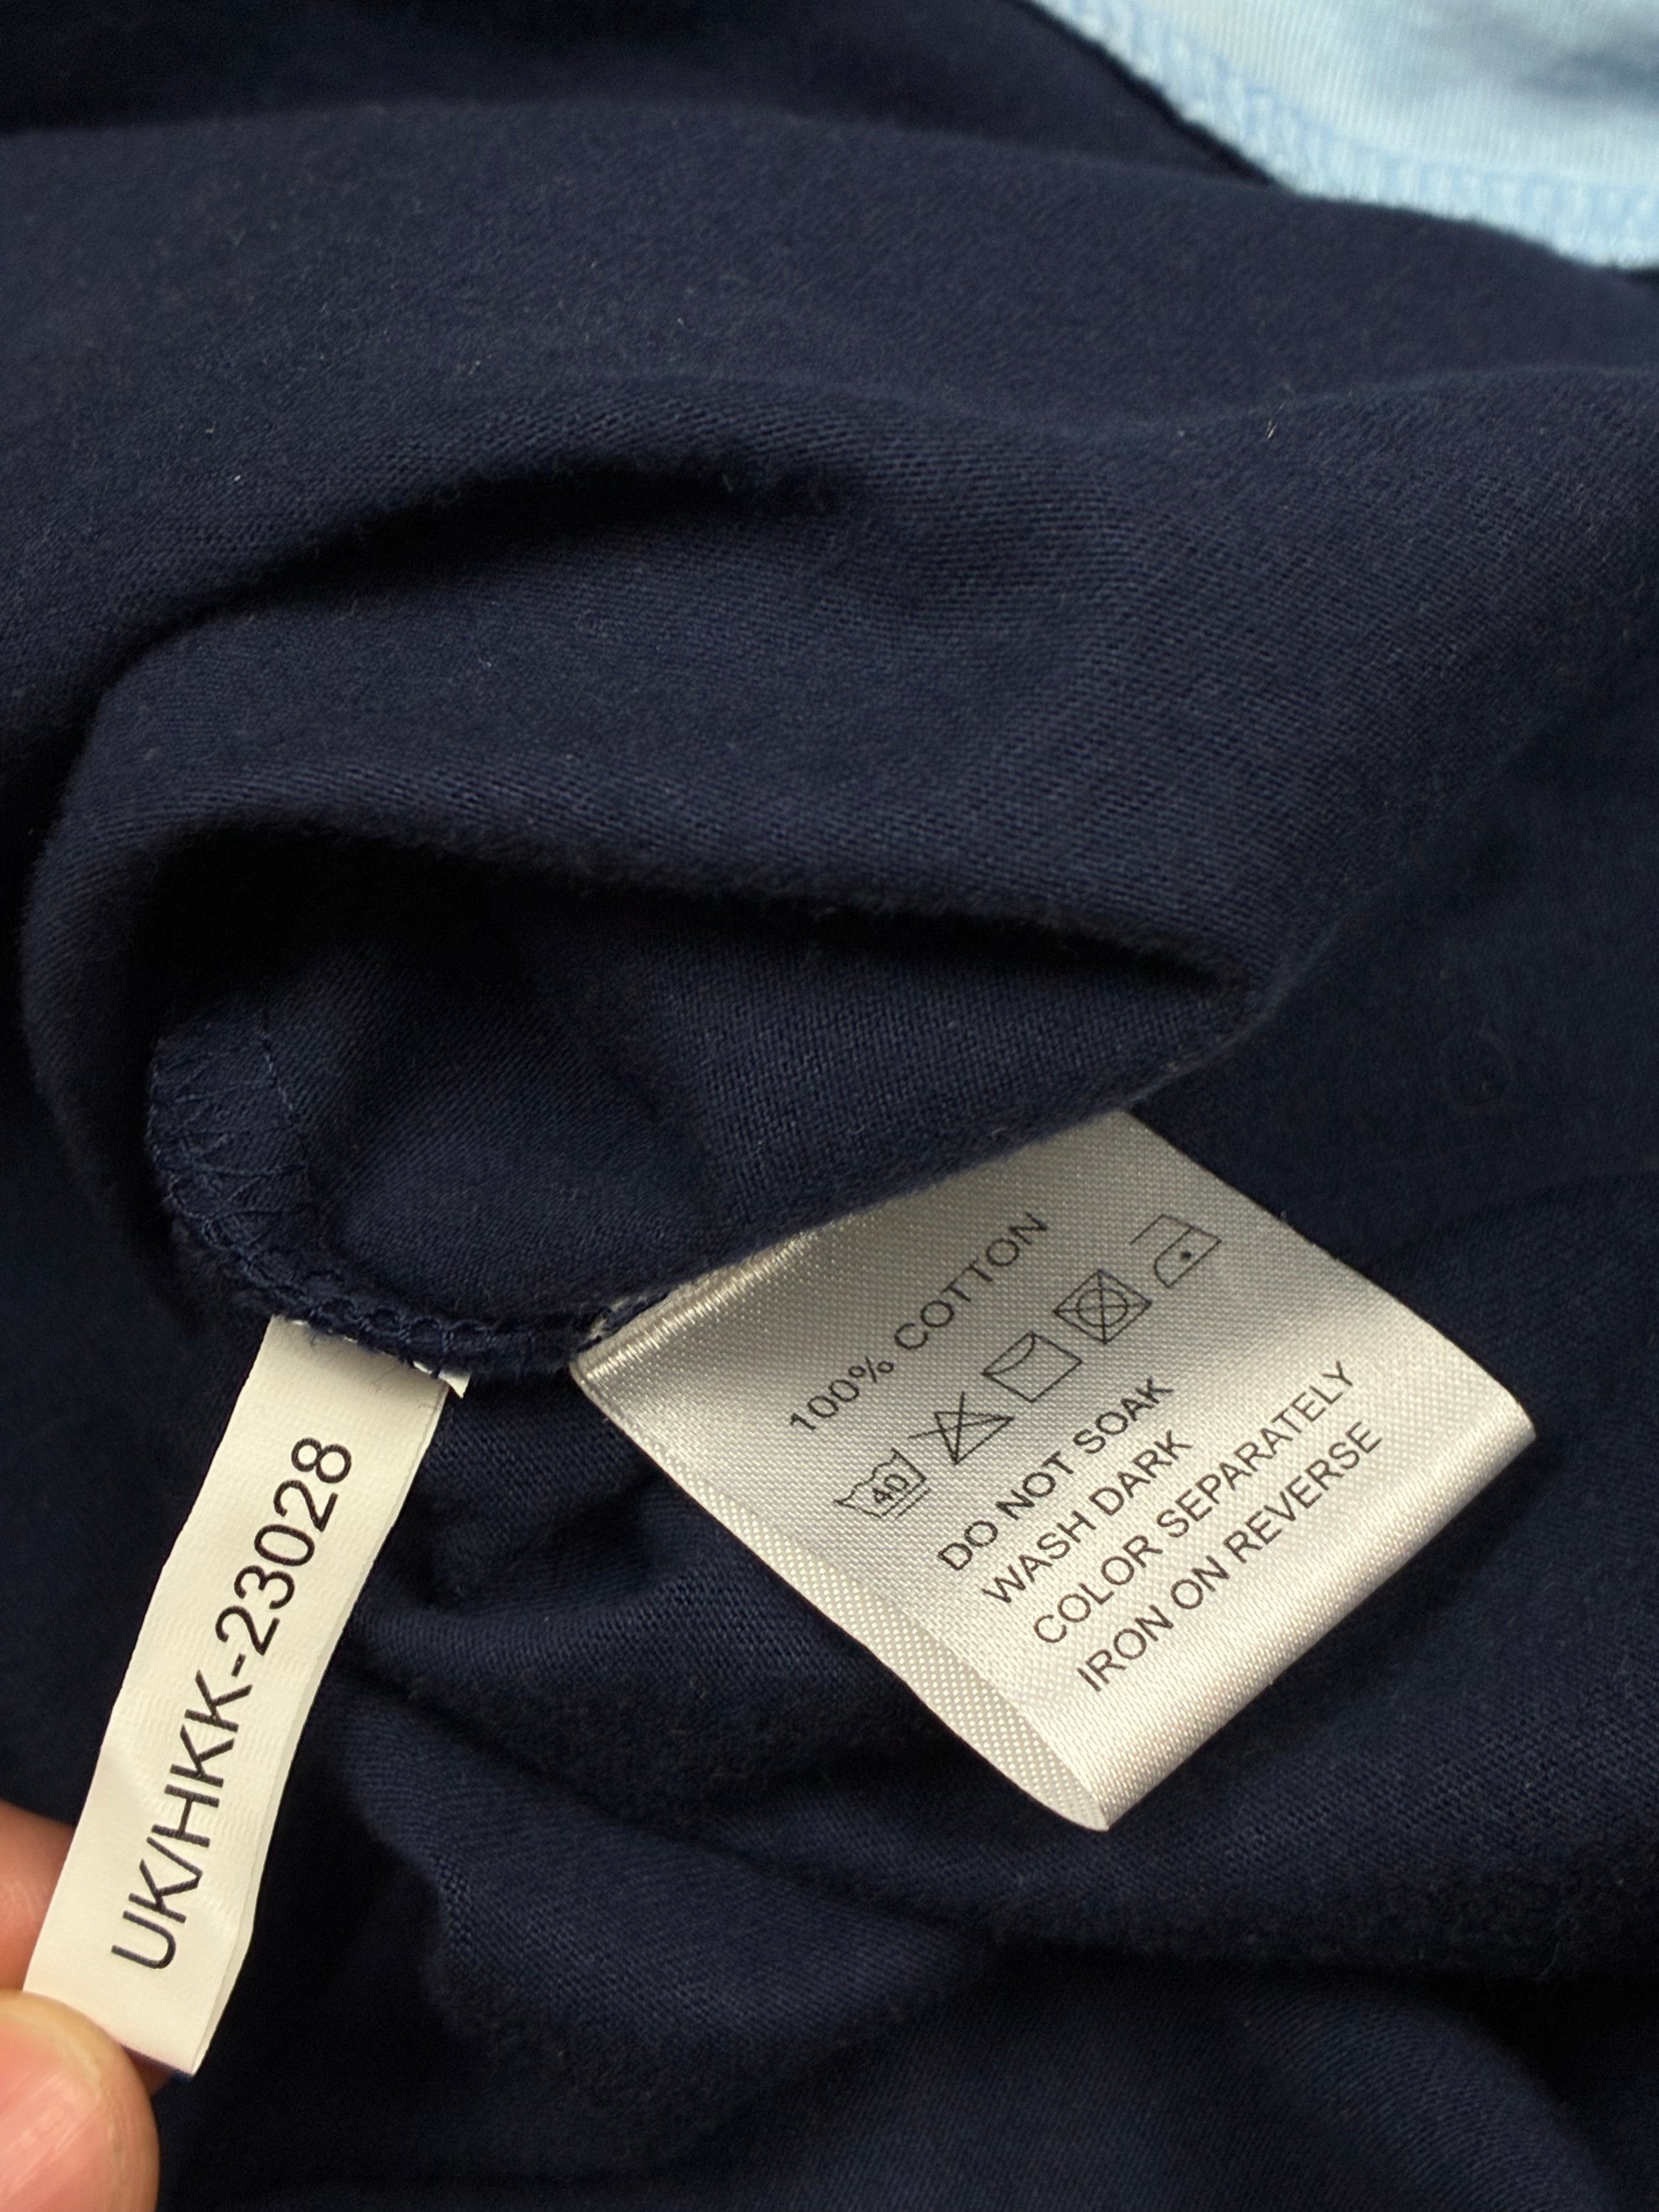 100% COTTON
40
DO NOT SOAK
WASH DARK
COLOR SEPARATELY
IRON ON REVERSE
UK/HKK-23028